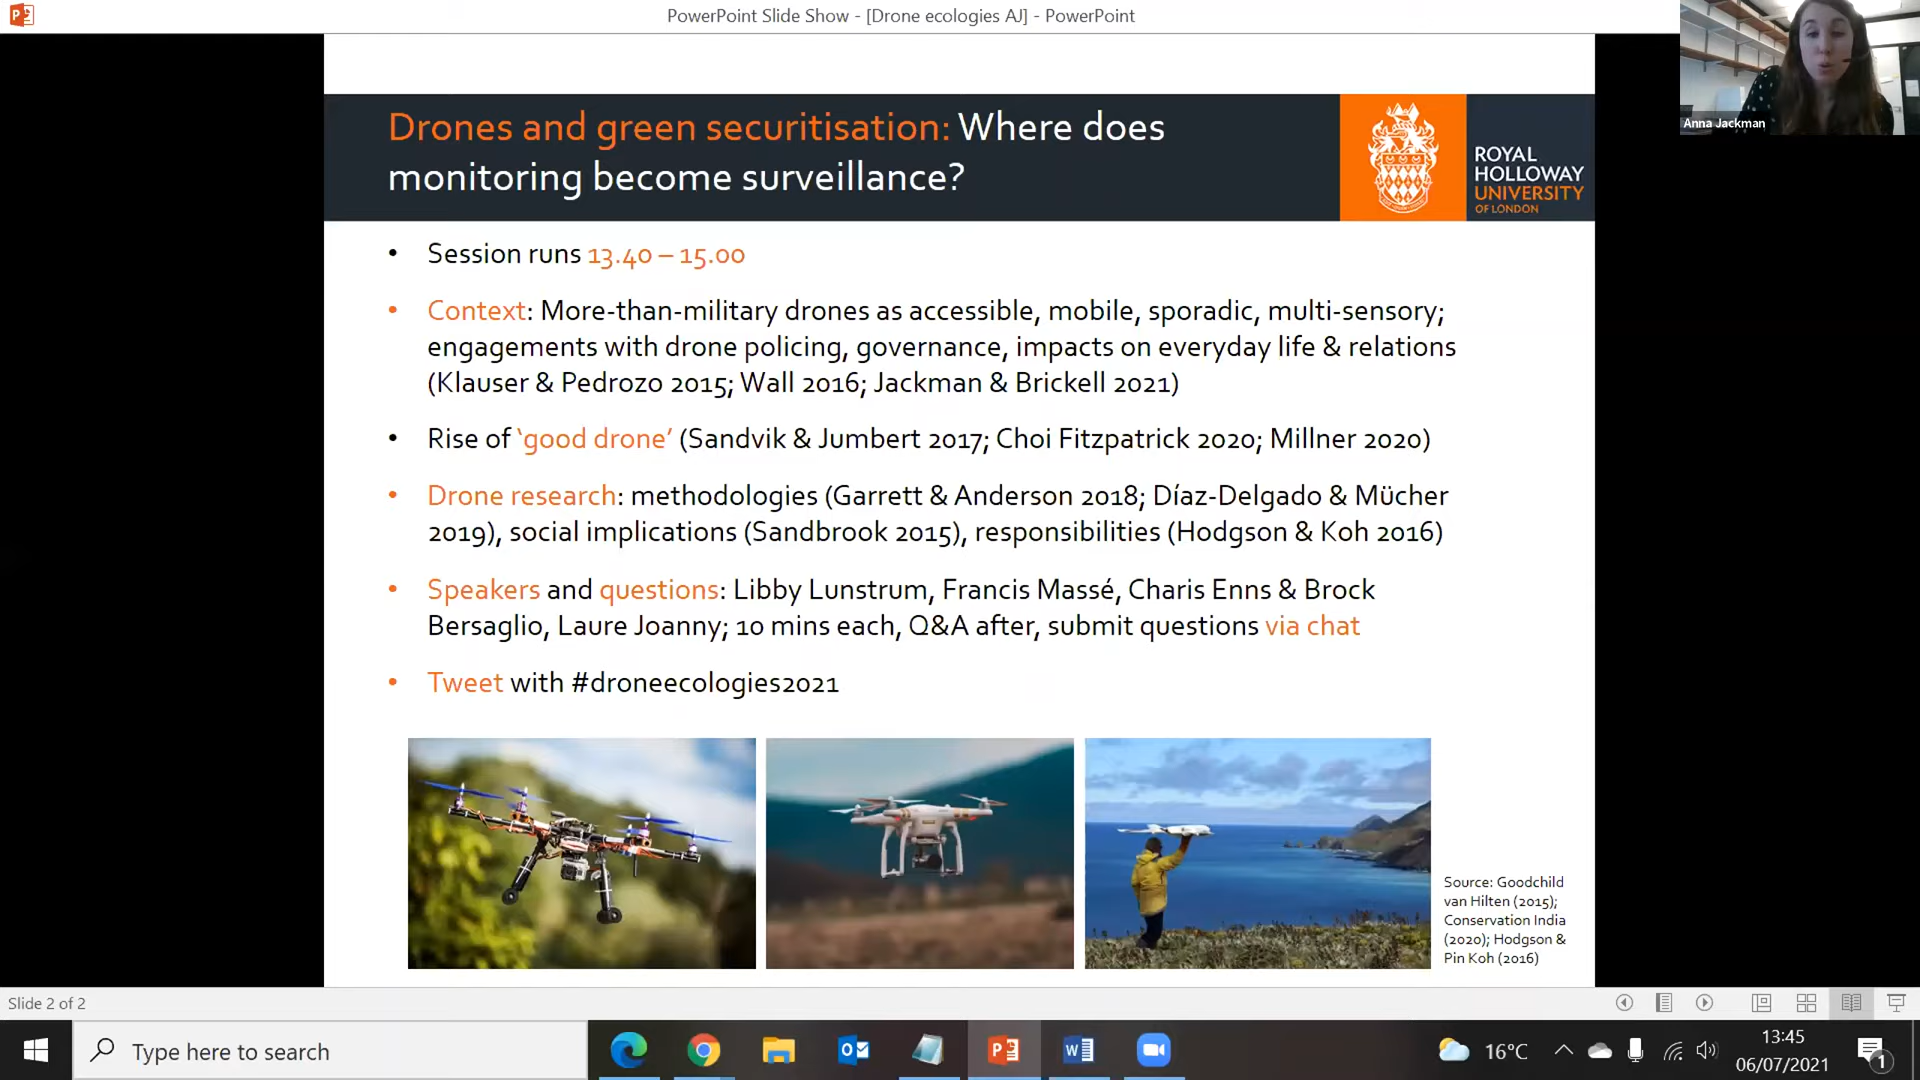 PowerPoint Slide Show - [Drone ecologies AJ] - PowerPoint
Anna Jackman
Drones and green securitisation: Where does
monitoring become surveillance?
ROYAL
HOLLOWAY
UNIVERSITY
OF LONDON
• Session runs 13.40 – 15.00
• Context: More-than-military drones as accessible, mobile, sporadic, multi-sensory;
engagements with drone policing, governance, impacts on everyday life & relations
(Klauser & Pedrozo 2015; Wall 2016; Jackman & Brickell 2021)
• Rise of ‘good drone’ (Sandvik & Jumbert 2017; Choi Fitzpatrick 2020; Millner 2020)
• Drone research: methodologies (Garrett & Anderson 2018; Díaz-Delgado & Mücher
2019), social implications (Sandbrook 2015), responsibilities (Hodgson & Koh 2016)
• Speakers and questions: Libby Lunstrum, Francis Massé, Charis Enns & Brock
Bersaglio, Laure Joanny; 10 mins each, Q&A after, submit questions via chat
• Tweet with #droneecologies2021
Source: Goodchild
van Hilten (2015);
Conservation India
(2020); Hodgson &
Pin Koh (2016)
Slide 2 of 2
Type here to search
16°C
13:45
06/07/2021
1